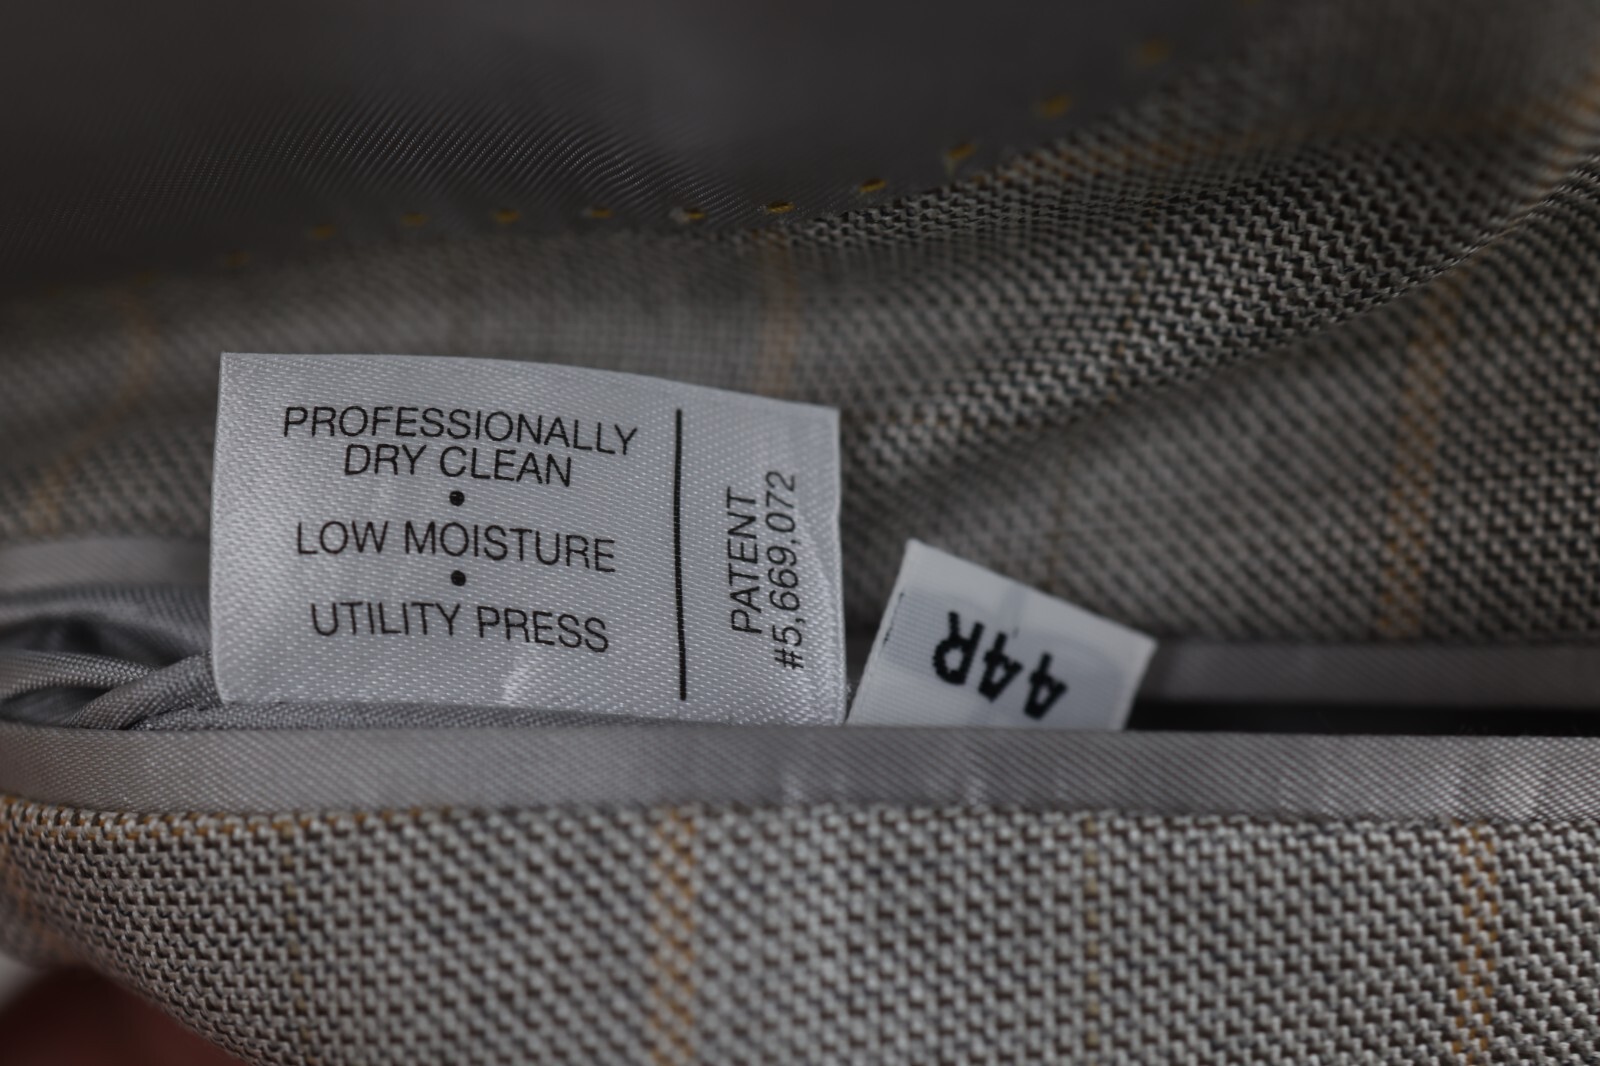 PROFESSIONALLY
DRY CLEAN
•
LOW MOISTURE
•
UTILITY PRESS
PATENT
#5,669,072
44R